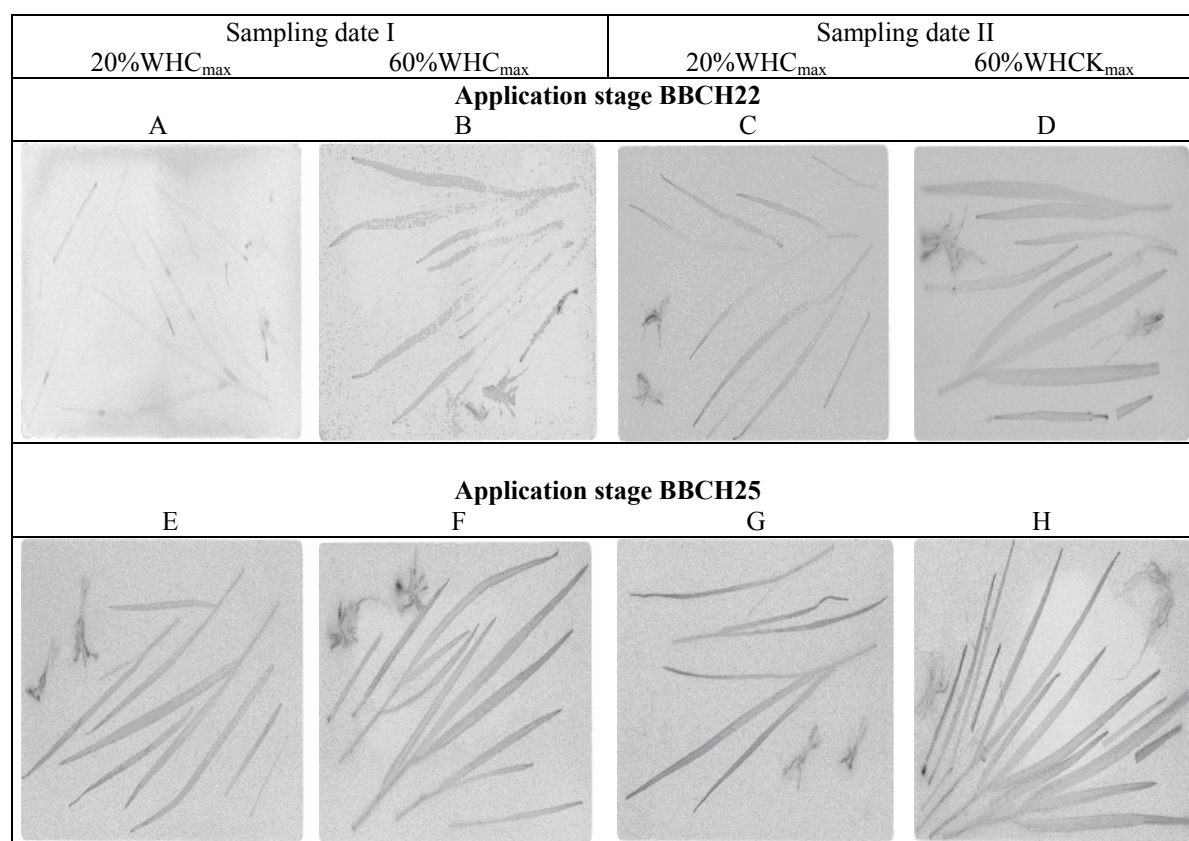 Sampling date I Sampling date II
20%WHCmax 60%WHCmax 20%WHCmax 60%WHCKmax
Application stage BBCH22
A B C D
Application stage BBCH25
E F G H